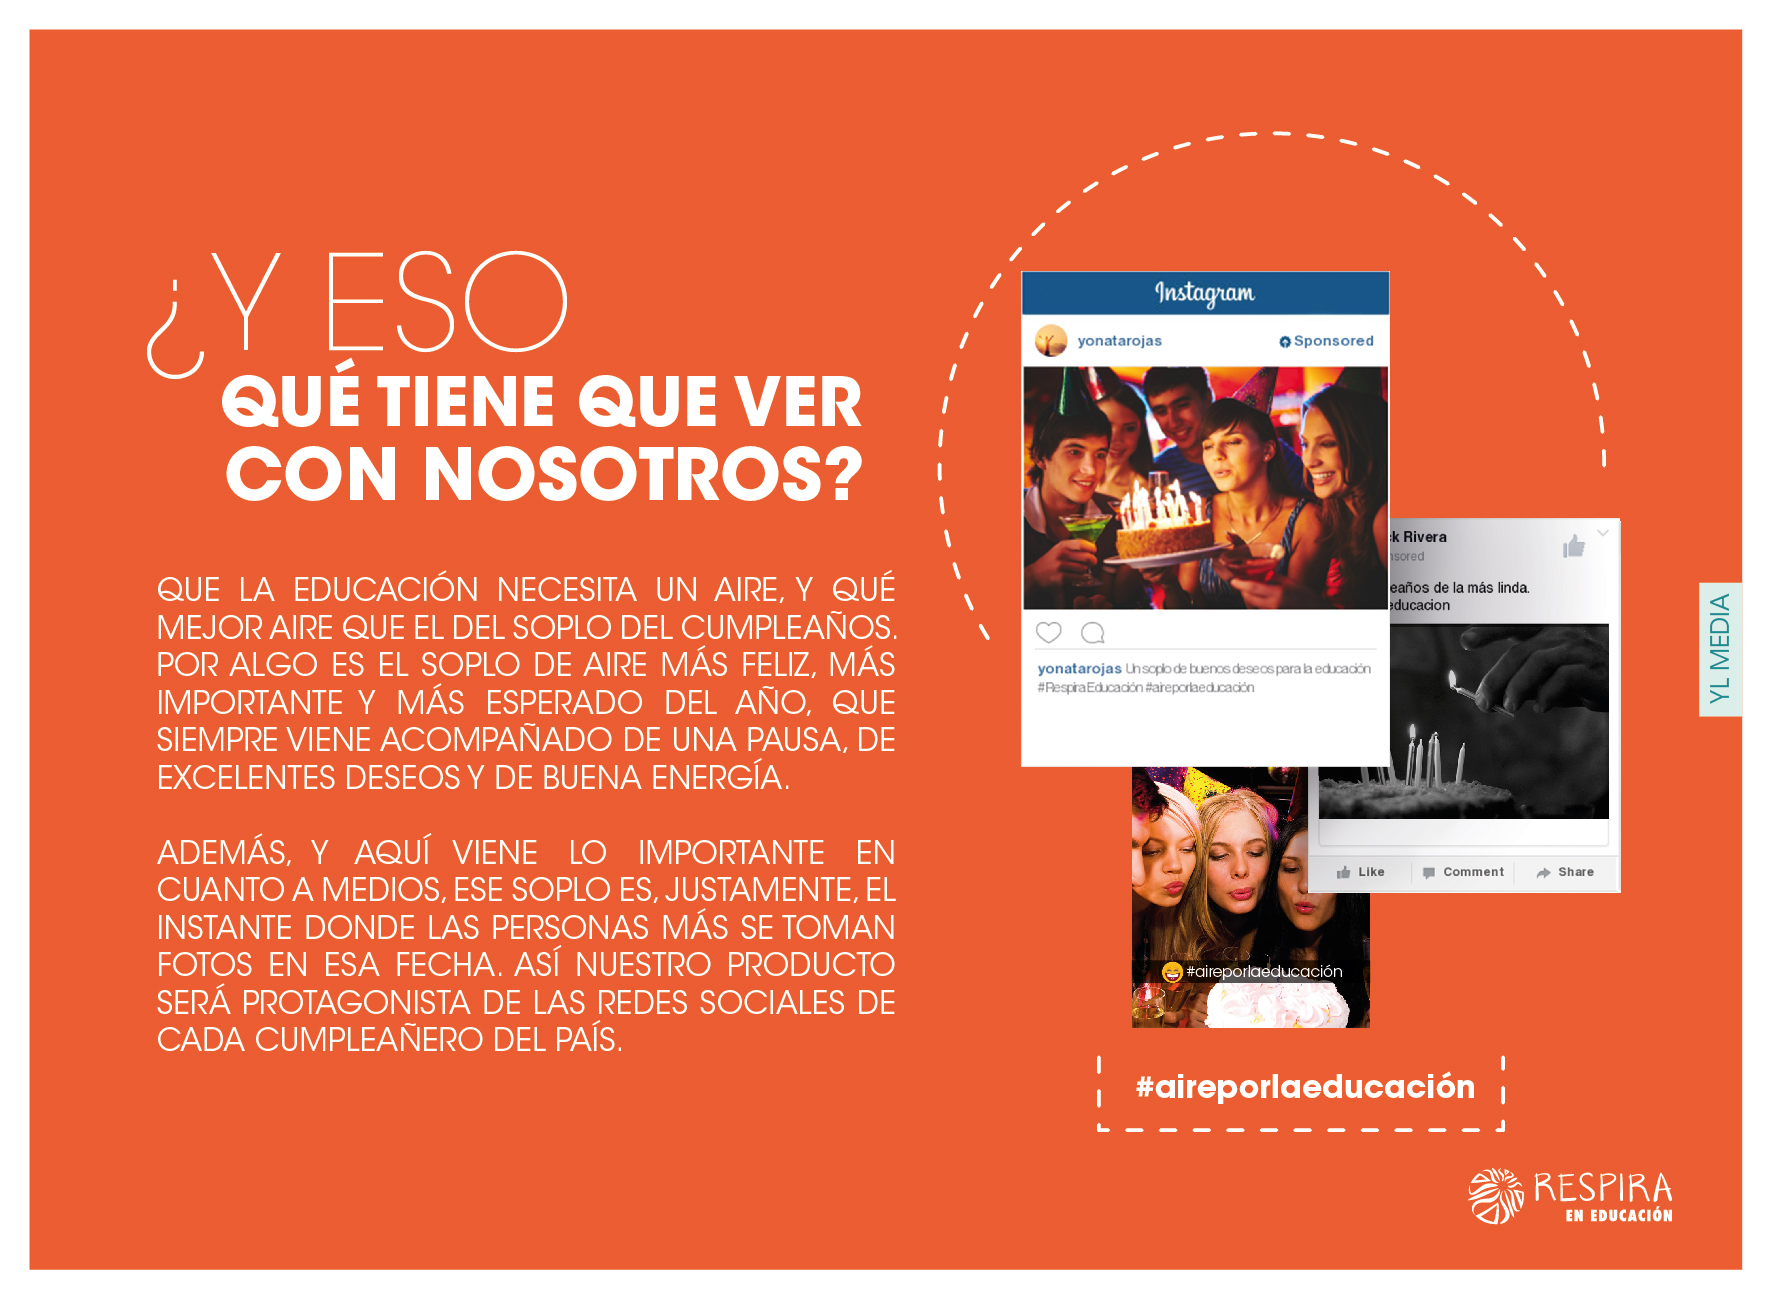 ¿Y ESO
QUÉ TIENE QUE VER
CON NOSOTROS?
QUE LA EDUCACIÓN NECESITA UN AIRE, Y QUÉ
MEJOR AIRE QUE EL DEL SOPLO DEL CUMPLEAÑOS.
POR ALGO ES EL SOPLO DE AIRE MÁS FELIZ, MÁS
IMPORTANTE Y MÁS ESPERADO DEL AÑO, QUE
SIEMPRE VIENE ACOMPAÑADO DE UNA PAUSA, DE
EXCELENTES DESEOS Y DE BUENA ENERGÍA.
ADEMÁS, Y AQUÍ VIENE LO IMPORTANTE EN
CUANTO A MEDIOS, ESE SOPLO ES, JUSTAMENTE, EL
INSTANTE DONDE LAS PERSONAS MÁS SE TOMAN
FOTOS EN ESA FECHA. ASÍ NUESTRO PRODUCTO
SERÁ PROTAGONISTA DE LAS REDES SOCIALES DE
CADA CUMPLEAÑERO DEL PAÍS.
Instagram
yonatarojas
Sponsored
yonatarojas Un soplo de buenos deseos para la educación
#RespiraEducación #aireporlaeducación
ck Rivera
nsored
eaños de la más linda.
educacion
Like
Comment
Share
#aireporlaeducación
#aireporlaeducación
YL MEDIA
RESPIRA
EN EDUCACIÓN